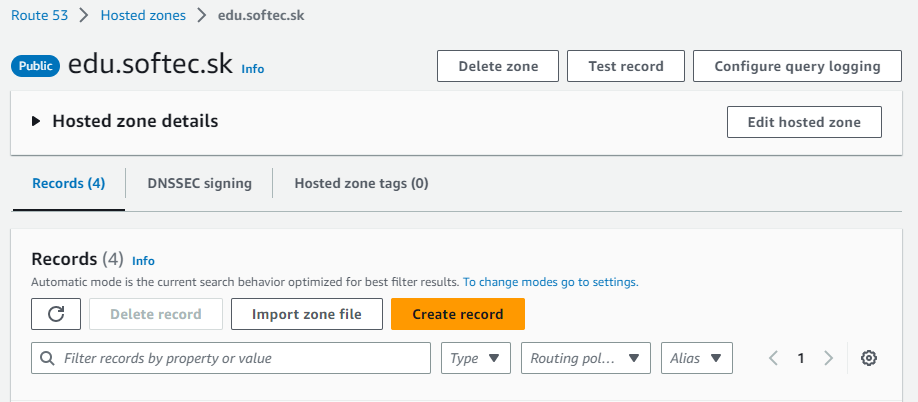 Route 53 Hosted zones edu.softec.sk
Public edu.softec.sk Info Delete zone Test record Configure query logging
Hosted zone details Edit hosted zone
Records (4) DNSSEC signing Hosted zone tags (0)
Records (4) Info
Automatic mode is the current search behavior optimized for best filter results. To change modes go to settings.
Delete record Import zone file Create record
Filter records by property or value Type Routing pol... Alias 1